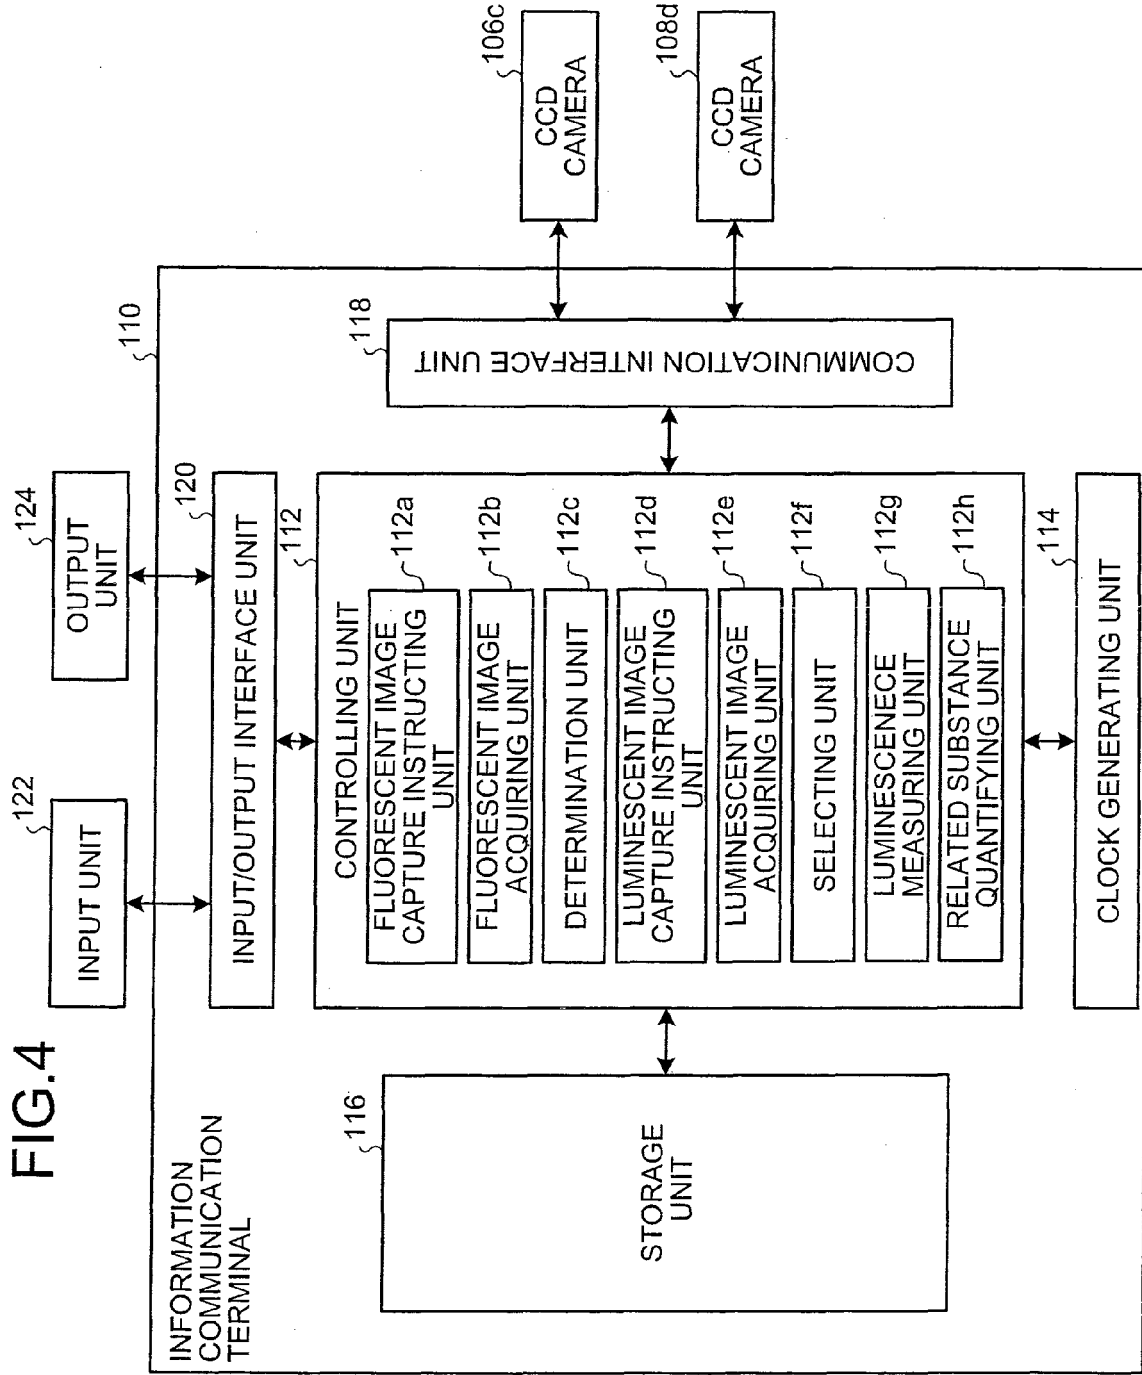 FIG.4
122
INPUT UNIT
124
OUTPUT
UNIT
110
INFORMATION
COMMUNICATION
TERMINAL
120
INPUT/OUTPUT INTERFACE UNIT
112
CONTROLLING UNIT
FLUORESCENT IMAGE
CAPTURE INSTRUCTING
UNIT
112a
FLUORESCENT IMAGE
ACQUIRING UNIT
112b
DETERMINATION UNIT
112c
LUMINESCENT IMAGE
CAPTURE INSTRUCTING
UNIT
112d
LUMINESCENT IMAGE
ACQUIRING UNIT
112e
SELECTING UNIT
112f
LUMINESCENECE
MEASURING UNIT
112g
RELATED SUBSTANCE
QUANTIFYING UNIT
112h
116
STORAGE
UNIT
118
COMMUNICATION INTERFACE UNIT
106c
CCD
CAMERA
108d
CCD
CAMERA
114
CLOCK GENERATING UNIT